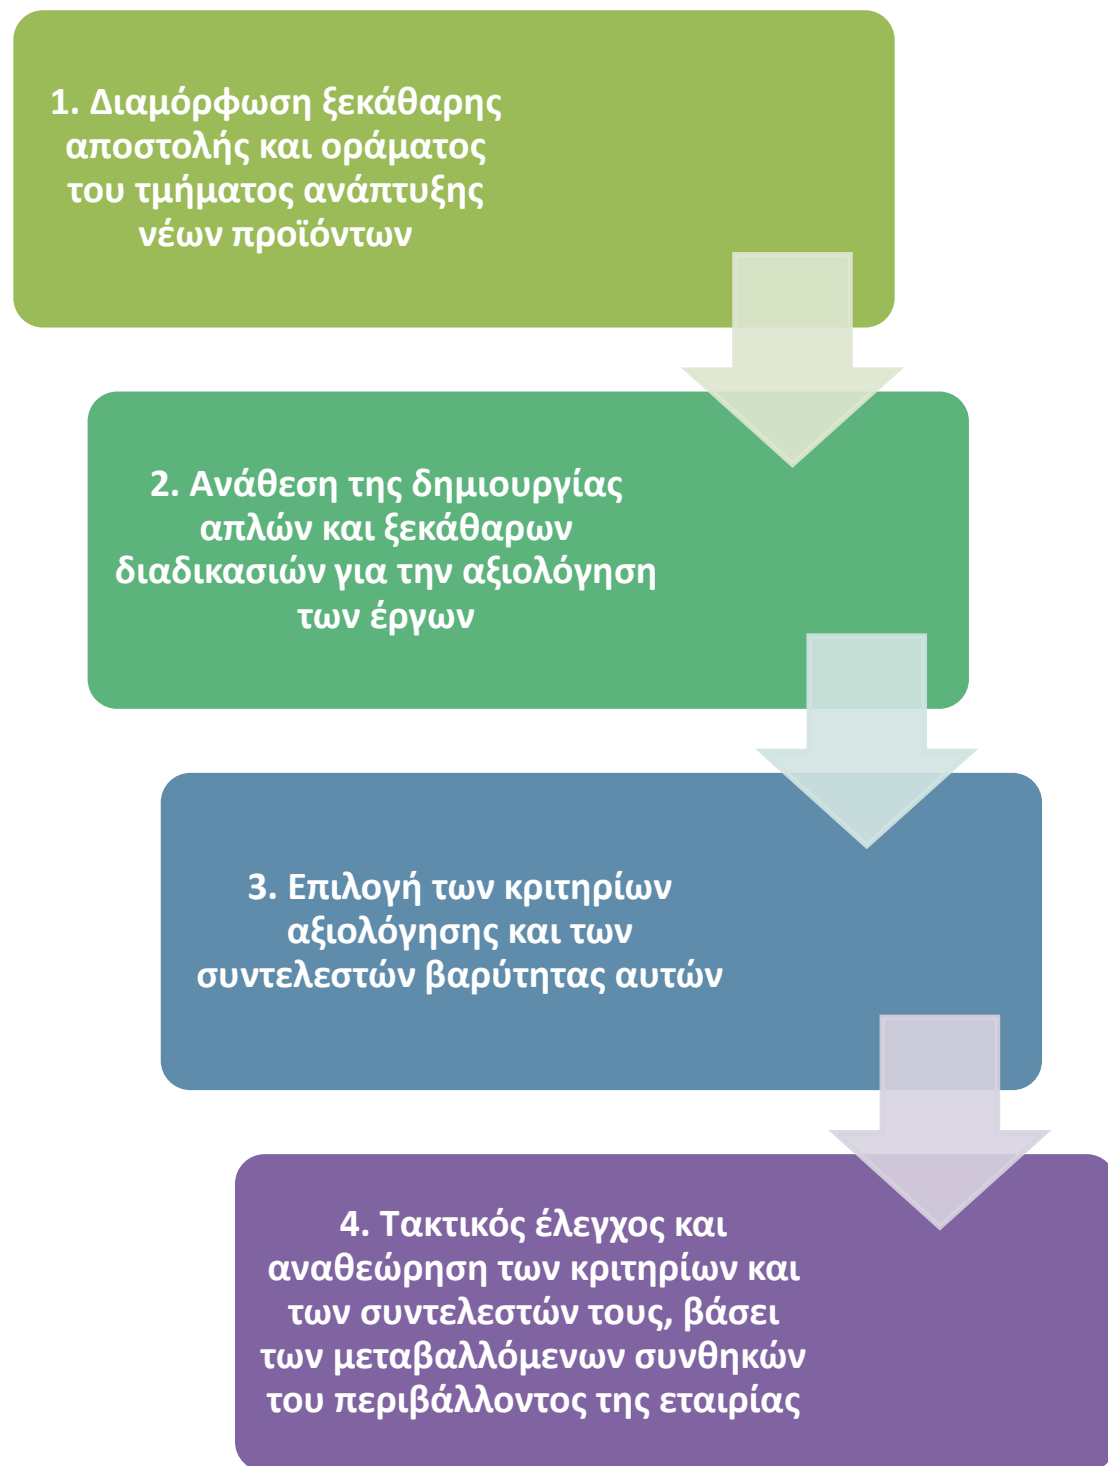 1. Διαμόρφωση ξεκάθαρης
αποστολής και οράματος
του τμήματος ανάπτυξης
νέων προϊόντων
2. Ανάθεση της δημιουργίας
απλών και ξεκάθαρων
διαδικασιών για την αξιολόγηση
των έργων
3. Επιλογή των κριτηρίων
αξιολόγησης και των
συντελεστών βαρύτητας αυτών
4. Τακτικός έλεγχος και
αναθεώρηση των κριτηρίων και
των συντελεστών τους, βάσει
των μεταβαλλόμενων συνθηκών
του περιβάλλοντος της εταιρίας